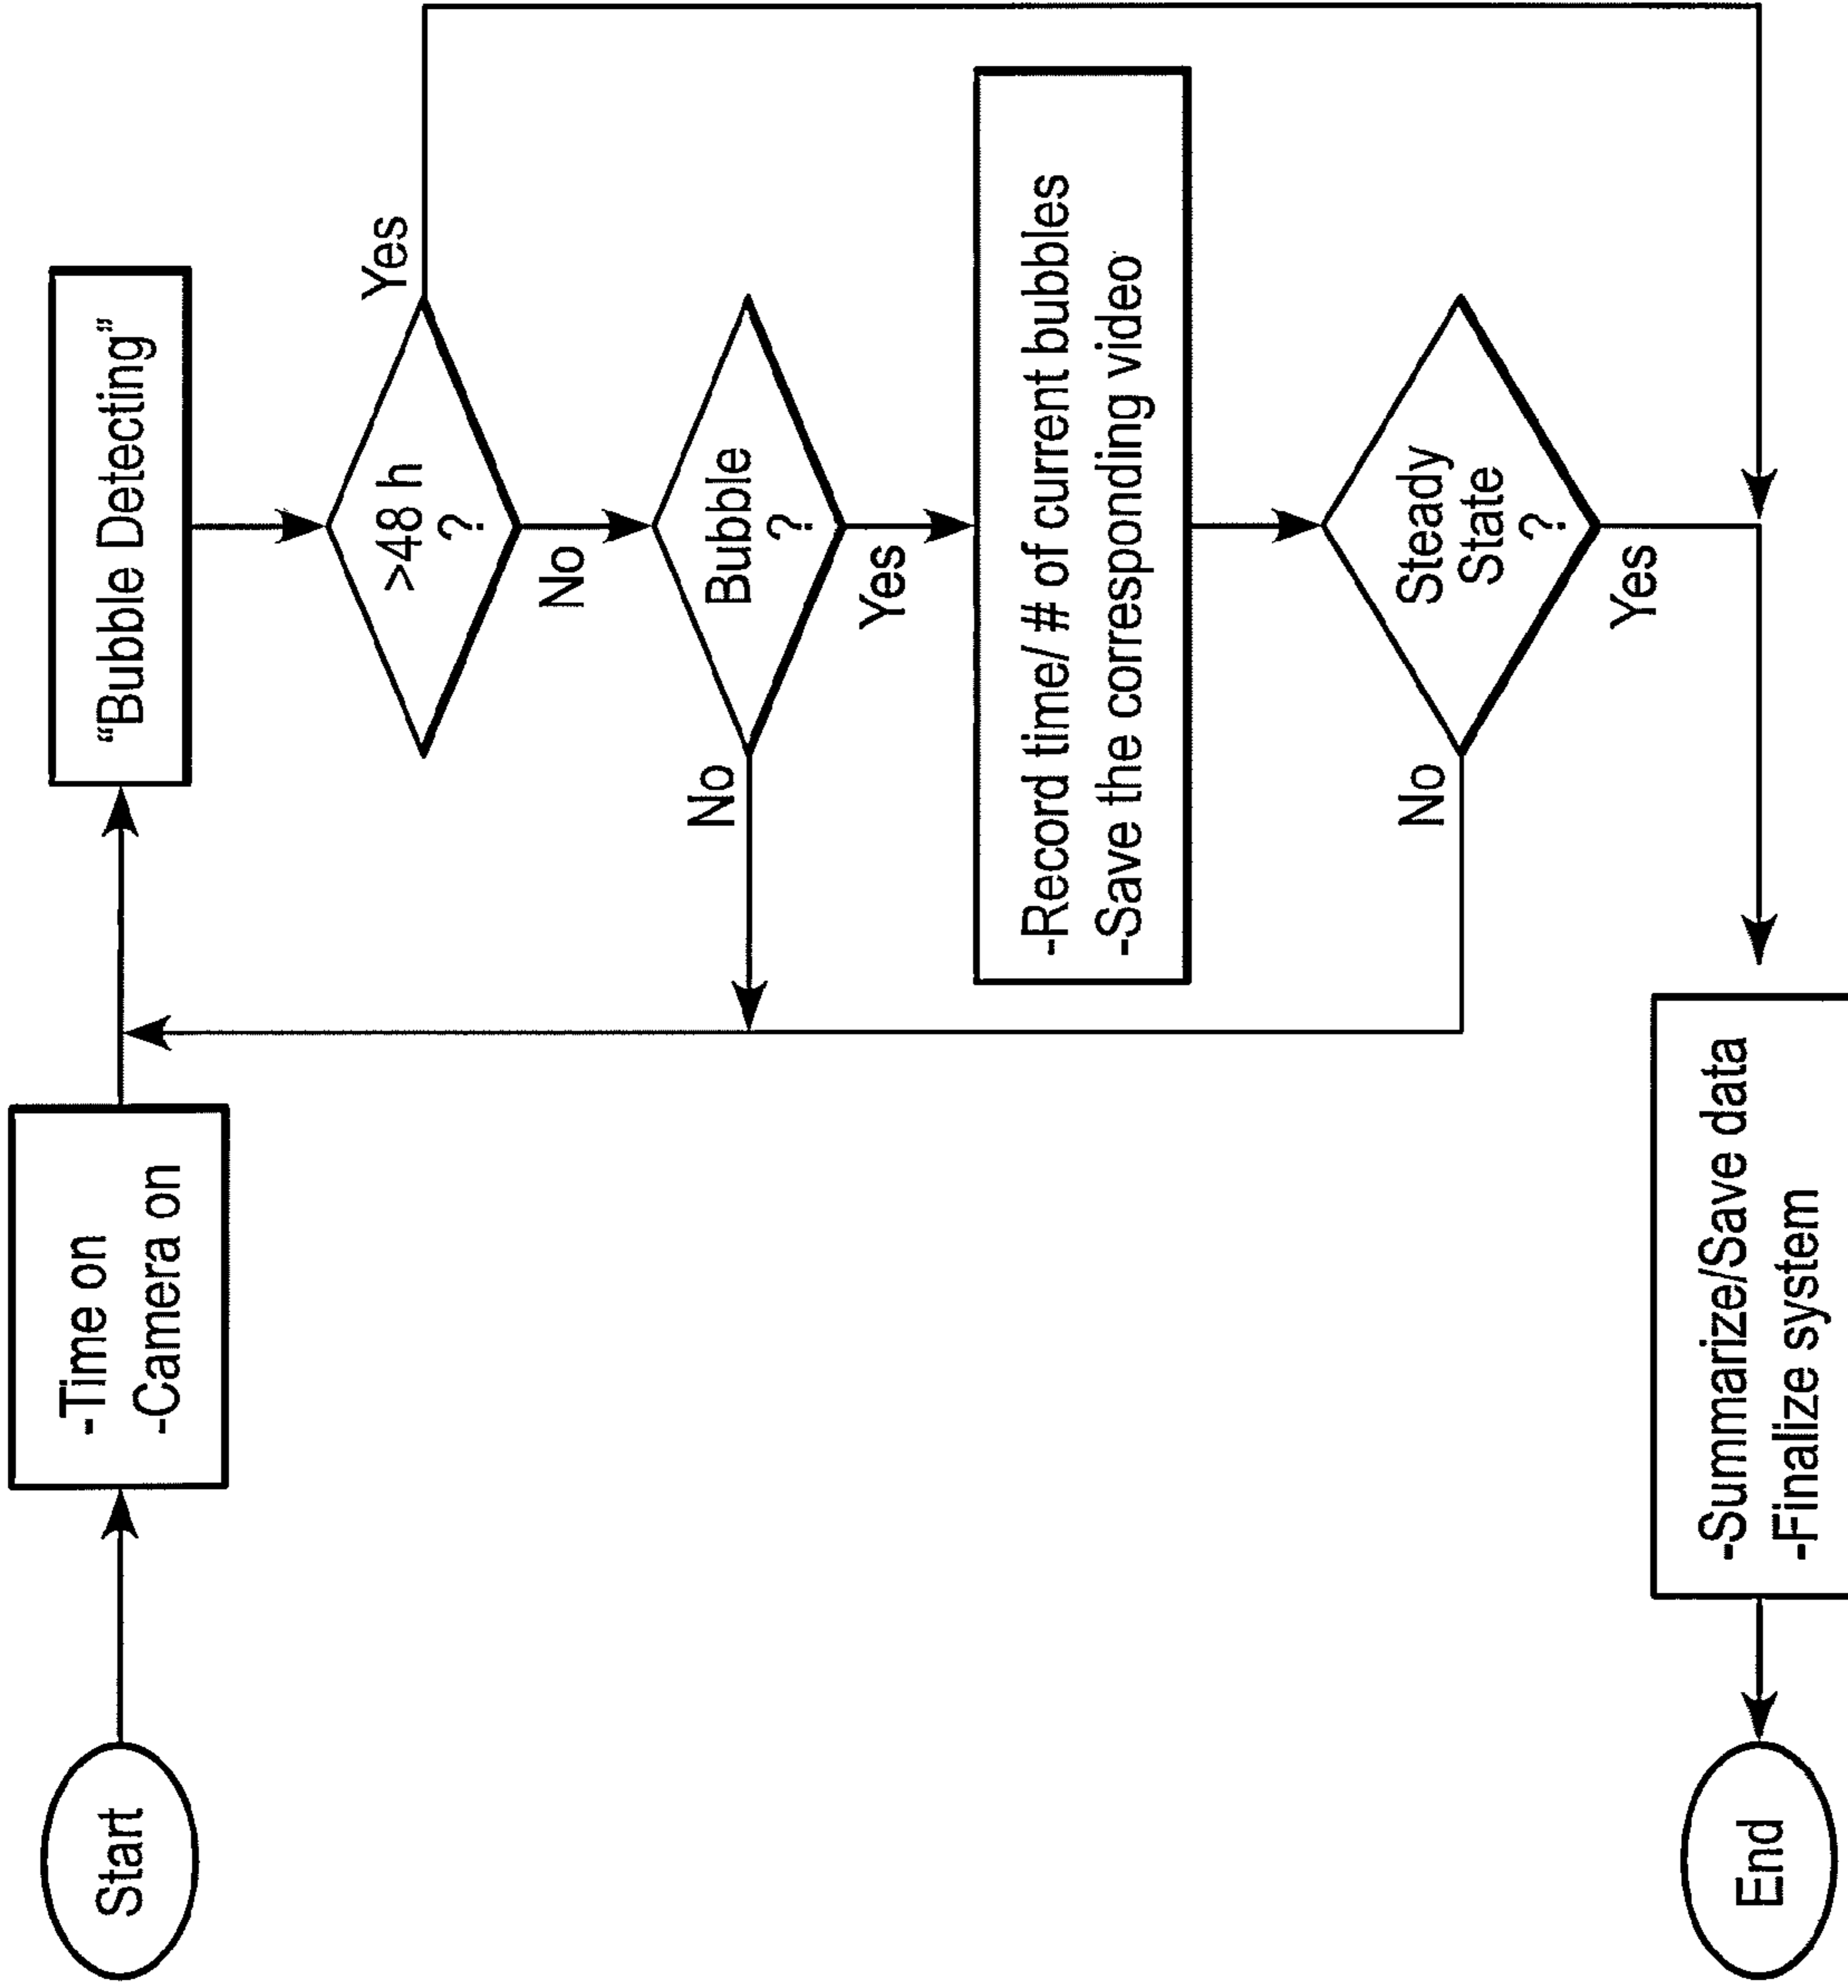 Start
-Time on
-Camera on
“Bubble Detecting”
>48 h
?
Yes
No
Bubble
?
No
Yes
-Record time/ # of current bubbles
-Save the corresponding video
Steady
State
?
No
Yes
-Summarize/Save data
-Finalize system
End